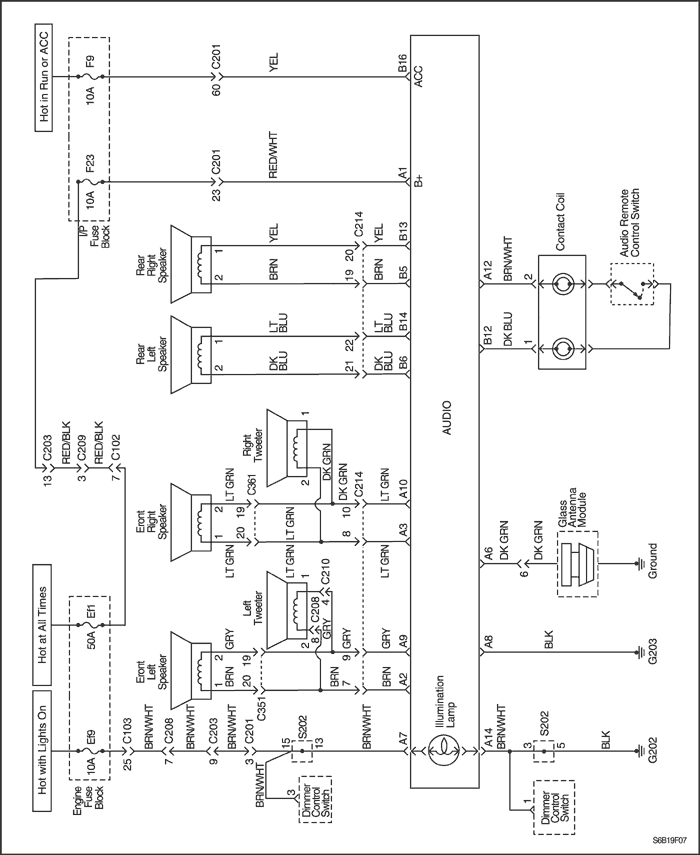 Hot in Run or ACC
F9
10A
60
C201
YEL
B16
ACC
F23
10A
23
C201
RED/WHT
A1
B+
I/P
Fuse
Block
Rear
Right
Speaker
1
YEL
20
C214
YEL
B13
2
BRN
19
BRN
B5
Rear
Left
Speaker
1
LT
BLU
22
LT
BLU
B14
2
DK
BLU
21
DK
BLU
B6
A12
BRN/WHT
2
B12
DK BLU
1
Contact Coil
Audio Remote
Control Switch
AUDIO
13
C203
RED/BLK
3
C209
RED/BLK
7
C102
Right
Tweeter
1
2
DK GRN
Eront
Right
Speaker
2
LT GRN
19
C361
LT GRN
DK GRN
10
C214
A10
1
LT GRN
20
LT GRN
8
LT GRN
A3
A6
DK GRN
6
DK GRN
Glass
Antenna
Module
Ground
Hot at All Times
Ef1
50A
Left
Tweeter
1
2
C210
4
C208
8
GRY
Eront
Left
Speaker
2
GRY
19
GRY
9
GRY
A9
1
BRN
20
C351
BRN
7
BRN
A2
A8
BLK
G203
Hot with Lights On
Ef9
10A
Engine
Fuse
Block
25
C103
BRN/WHT
7
C208
BRN/WHT
9
C203
BRN/WHT
3
C201
BRN/WHT
15
S202
13
3
Dimmer
Control
Switch
BRN/WHT
A7
Illumination
Lamp
A14
BRN/WHT
3
S202
5
BLK
G202
1
Dimmer
Control
Switch
S6B19F07